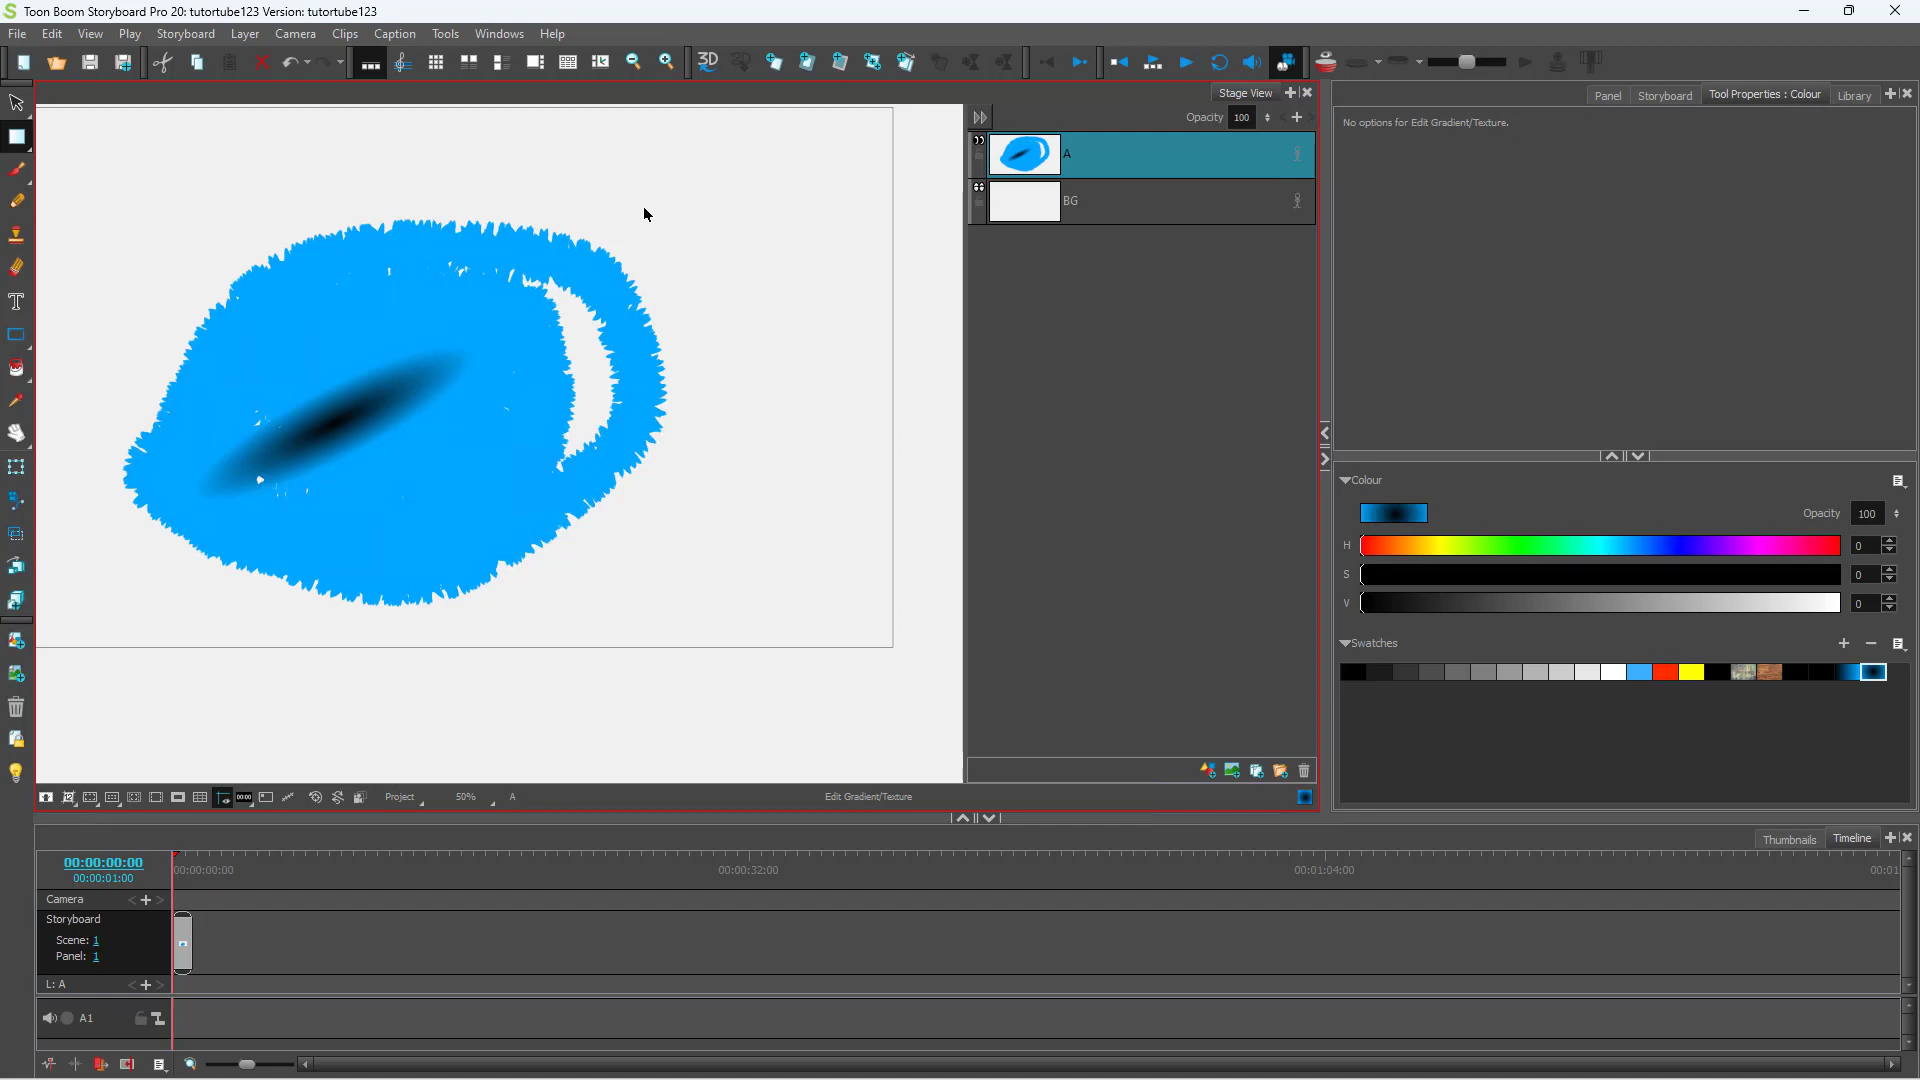 Toon Boom Storyboard Pro 20: tutortube123 Version: tutortube123
File Edit View Play Storyboard Layer Camera Clips Caption Tools Windows Help
3D
Stage View
Panel Storyboard Tool Properties : Colour Library
Opacity 100
No options for Edit Gradient/Texture.
A
BG
Colour
Opacity 100
H 0
S 0
V 0
Swatches
Project 50% A Edit Gradient/Texture
Thumbnails Timeline
00:00:00:00
00:00:01:00
00:00:00:00 00:00:32:00 00:01:04:00 00:01
Camera
Storyboard
Scene: 1
Panel: 1
L: A
A1